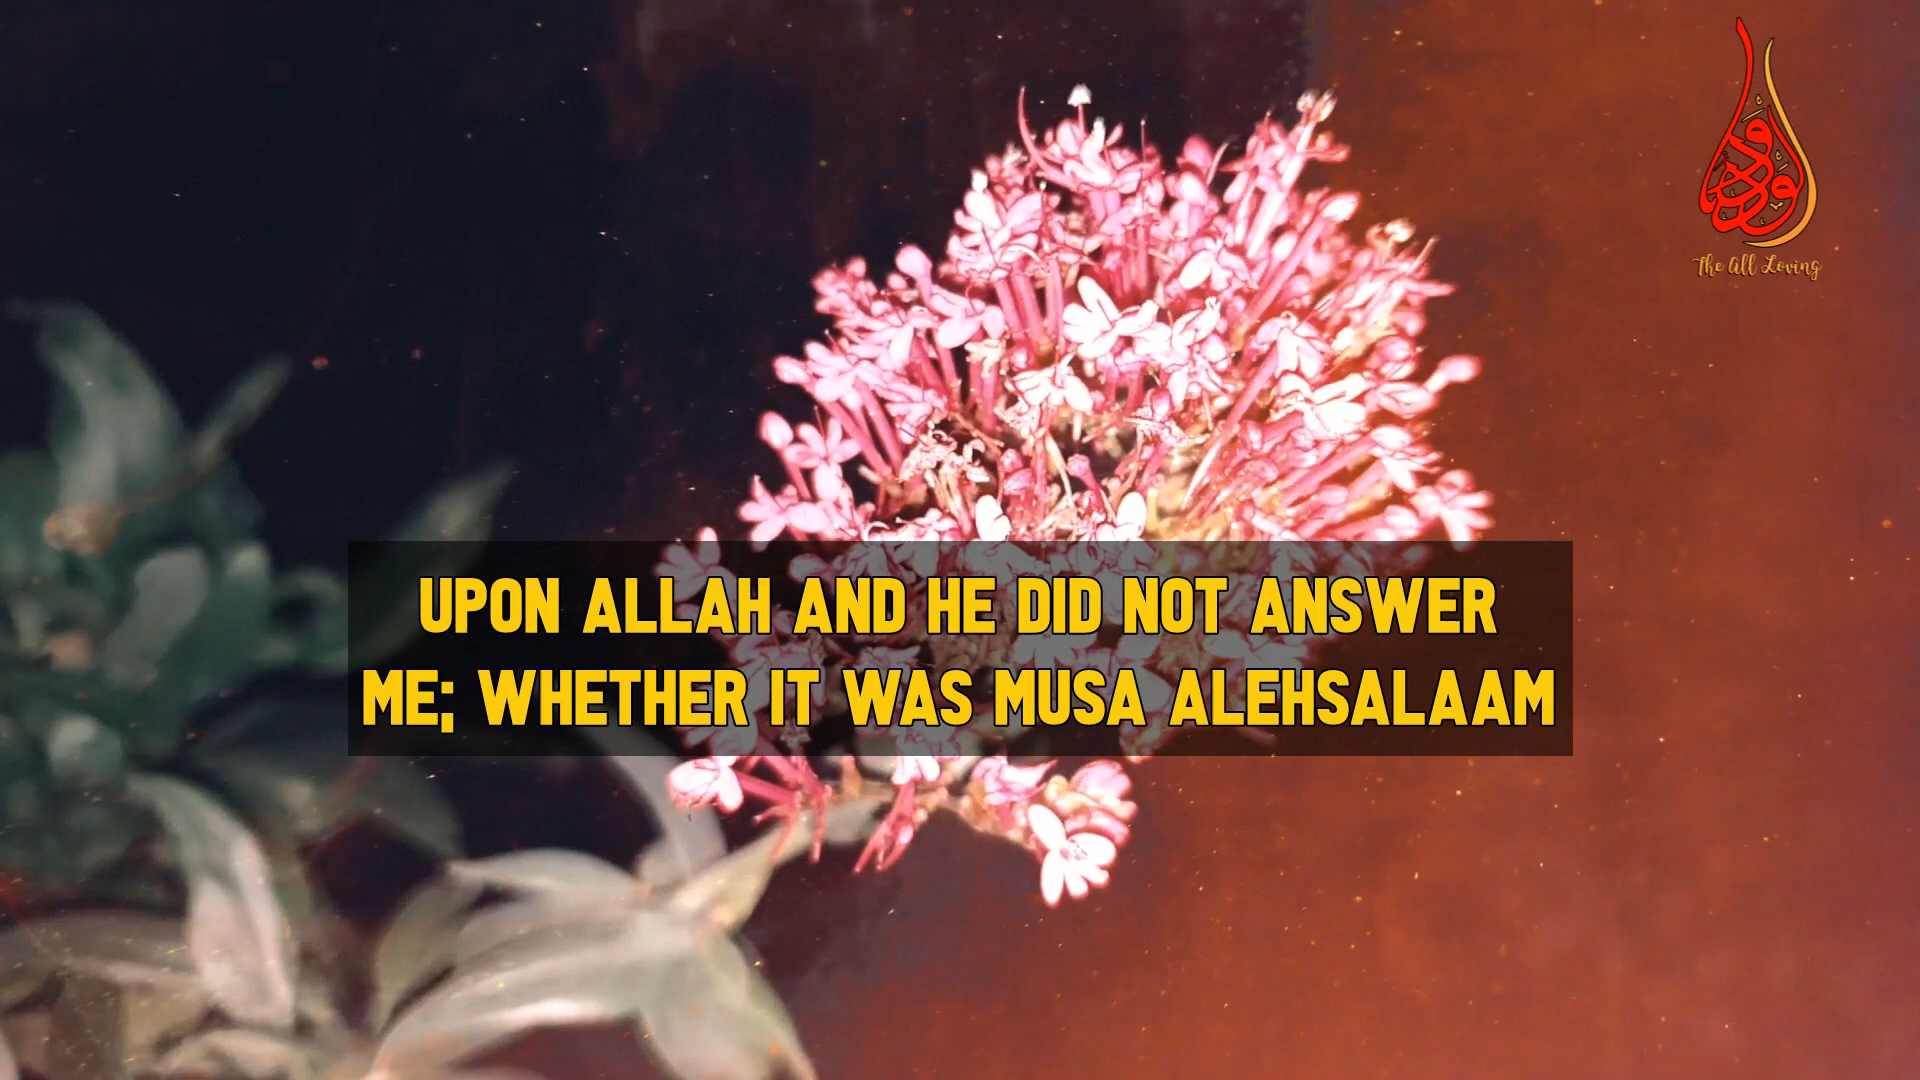 The All Loving
UPON ALLAH AND HE DID NOT ANSWER
ME; WHETHER IT WAS MUSA ALEHSALAAM